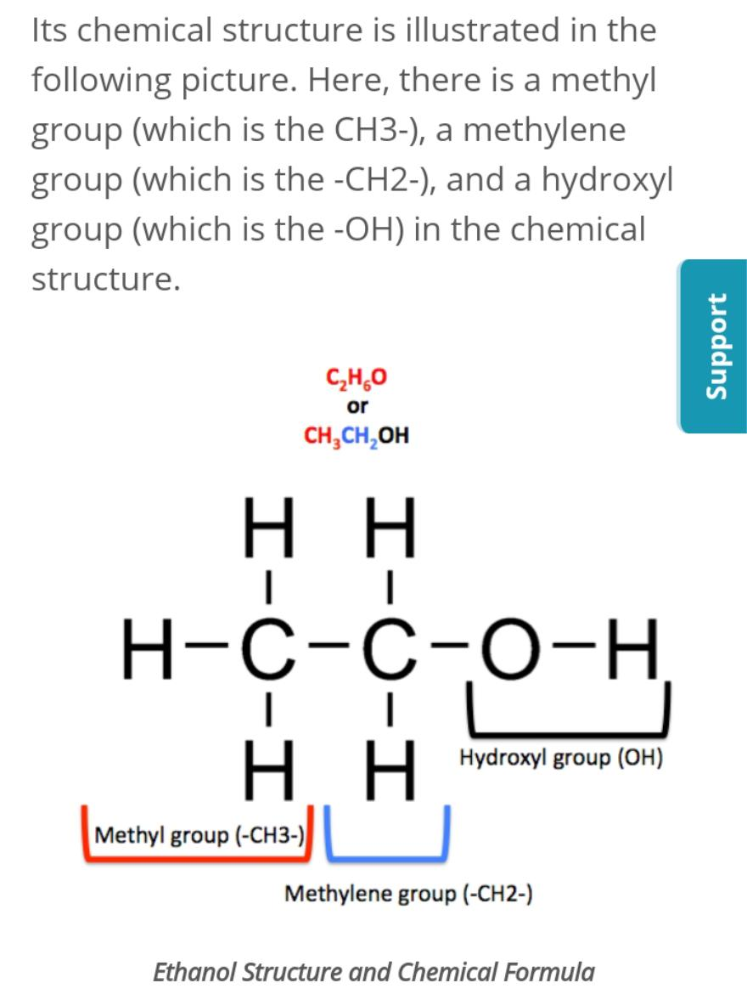 Its chemical structure is illustrated in the
following picture. Here, there is a methyl
group (which is the CH3-), a methylene
group (which is the -CH2-), and a hydroxyl
group (which is the -OH) in the chemical
structure.
Support
C₂H₆O
or
CH₃CH₂OH
H H
H-C-C-O-H
H H
Hydroxyl group (OH)
Methyl group (-CH3-)
Methylene group (-CH2-)
Ethanol Structure and Chemical Formula